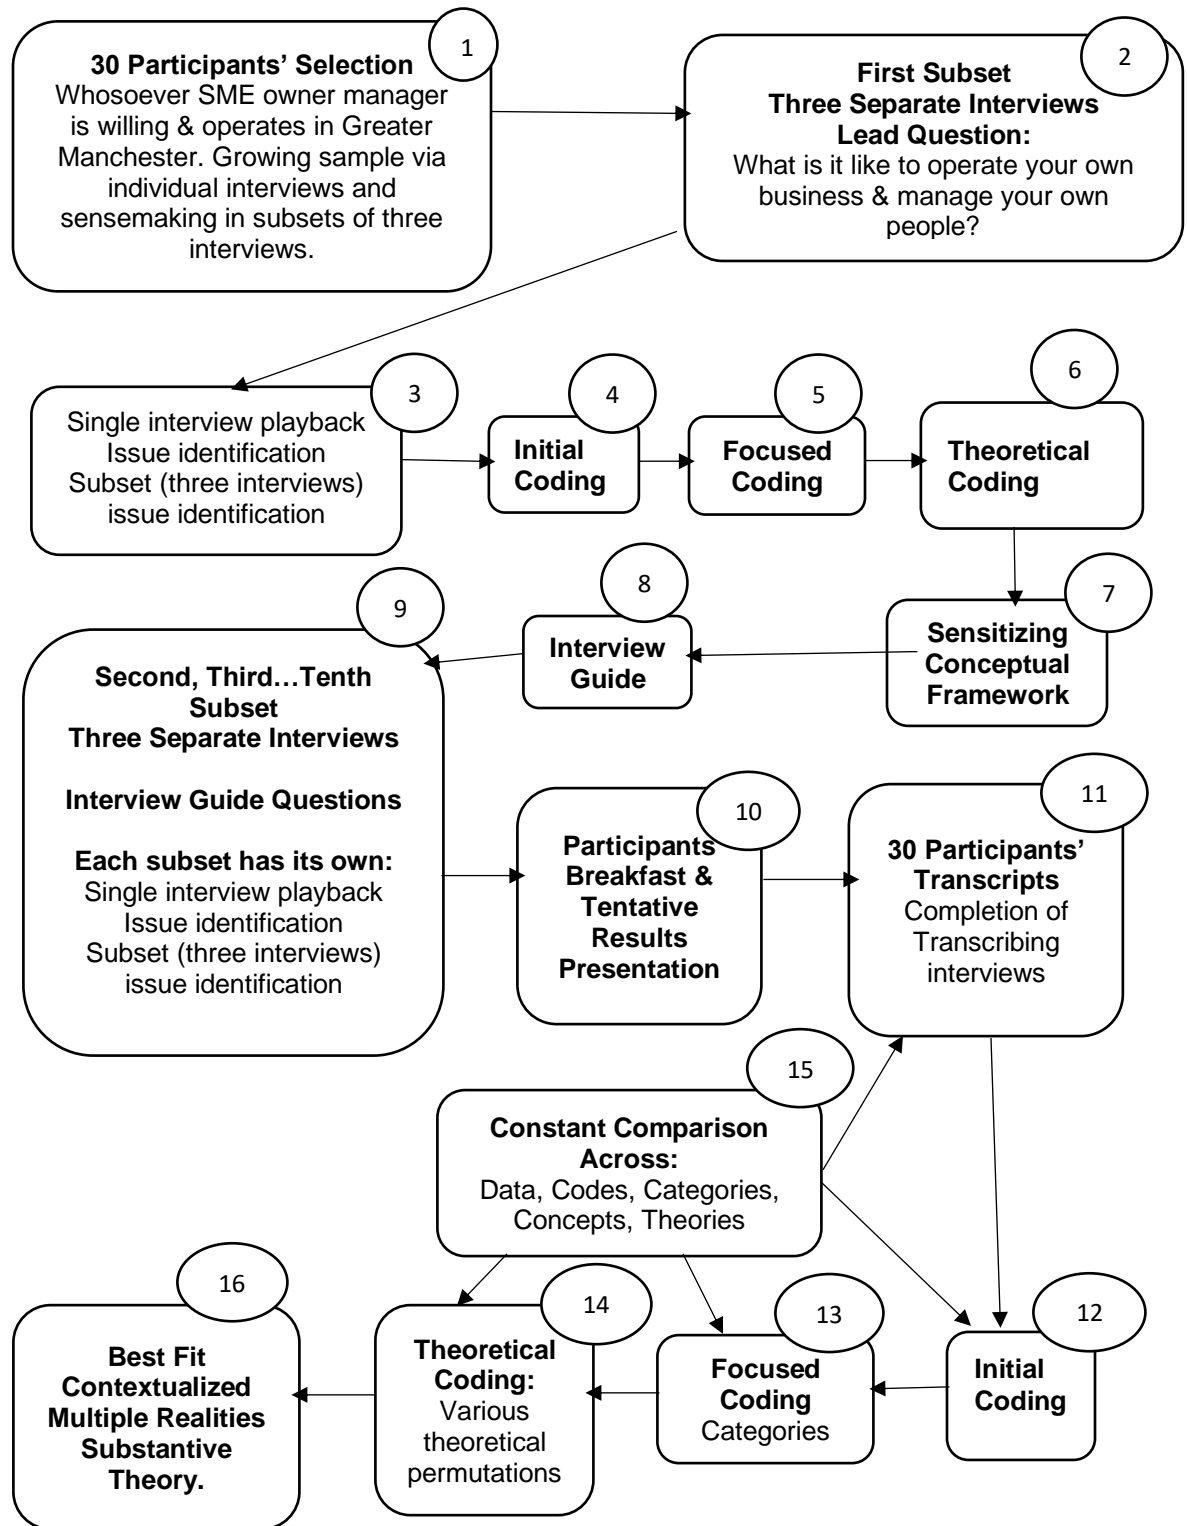 1
30 Participants’ Selection
Whosoever SME owner manager
is willing & operates in Greater
Manchester. Growing sample via
individual interviews and
sensemaking in subsets of three
interviews.
2
First Subset
Three Separate Interviews
Lead Question:
What is it like to operate your own
business & manage your own
people?
3
Single interview playback
Issue identification
Subset (three interviews)
issue identification
4
Initial
Coding
5
Focused
Coding
6
Theoretical
Coding
7
Sensitizing
Conceptual
Framework
8
Interview
Guide
9
Second, Third…Tenth
Subset
Three Separate Interviews
Interview Guide Questions
Each subset has its own:
Single interview playback
Issue identification
Subset (three interviews)
issue identification
10
Participants
Breakfast &
Tentative
Results
Presentation
11
30 Participants’
Transcripts
Completion of
Transcribing
interviews
15
Constant Comparison
Across:
Data, Codes, Categories,
Concepts, Theories
12
Initial
Coding
13
Focused
Coding
Categories
14
Theoretical
Coding:
Various
theoretical
permutations
16
Best Fit
Contextualized
Multiple Realities
Substantive
Theory.